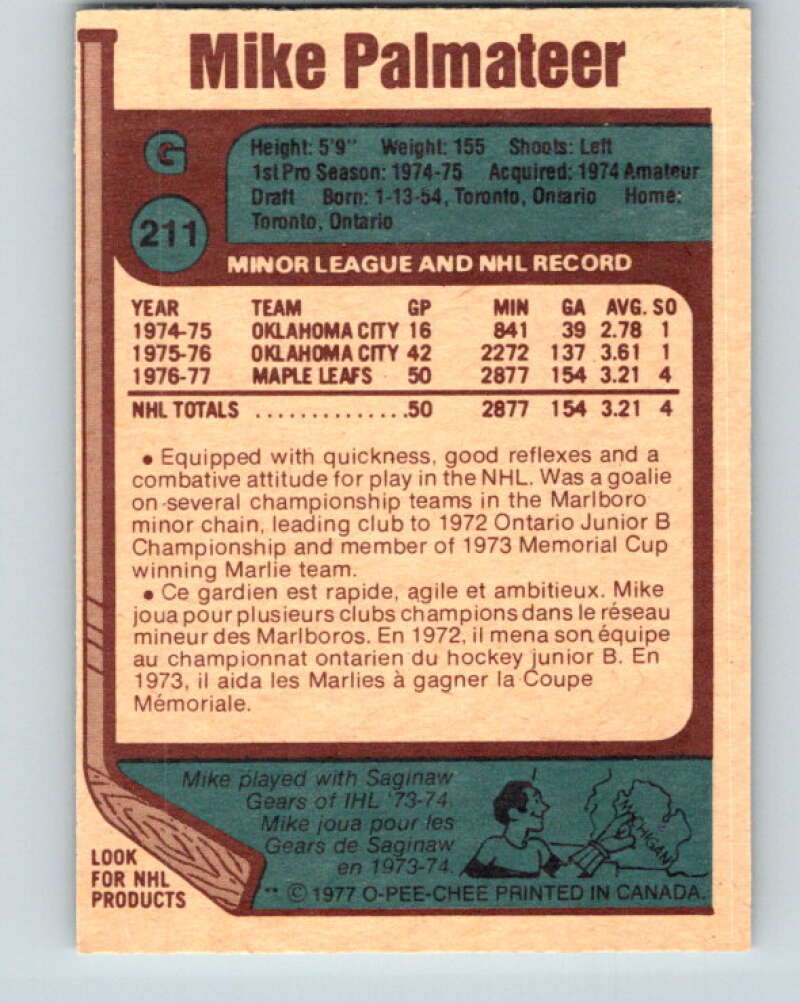 Mike Palmateer
G
211
Height: 5'9" Weight: 155 Shoots: Left
1st Pro Season: 1974-75 Acquired: 1974 Amateur
Draft Born: 1-13-54, Toronto, Ontario Home:
Toronto, Ontario
MINOR LEAGUE AND NHL RECORD
YEAR TEAM GP MIN GA AVG. SO
1974-75 OKLAHOMA CITY 16 841 39 2.78 1
1975-76 OKLAHOMA CITY 42 2272 137 3.61 1
1976-77 MAPLE LEAFS 50 2877 154 3.21 4
NHL TOTALS ..............50 2877 154 3.21 4
• Equipped with quickness, good reflexes and a
combative attitude for play in the NHL. Was a goalie
on several championship teams in the Marlboro
minor chain, leading club to 1972 Ontario Junior B
Championship and member of 1973 Memorial Cup
winning Marlie team.
• Ce gardien est rapide, agile et ambitieux. Mike
joua pour plusieurs clubs champions dans le réseau
mineur des Marlboros. En 1972, il mena son équipe
au championnat ontarien du hockey junior B. En
1973, il aida les Marlies à gagner la Coupe
Mémoriale.
Mike played with Saginaw
Gears of IHL '73-74.
Mike joua pour les
Gears de Saginaw
en 1973-74.
MICHIGAN
LOOK
FOR NHL
PRODUCTS
** © 1977 O-PEE-CHEE PRINTED IN CANADA.